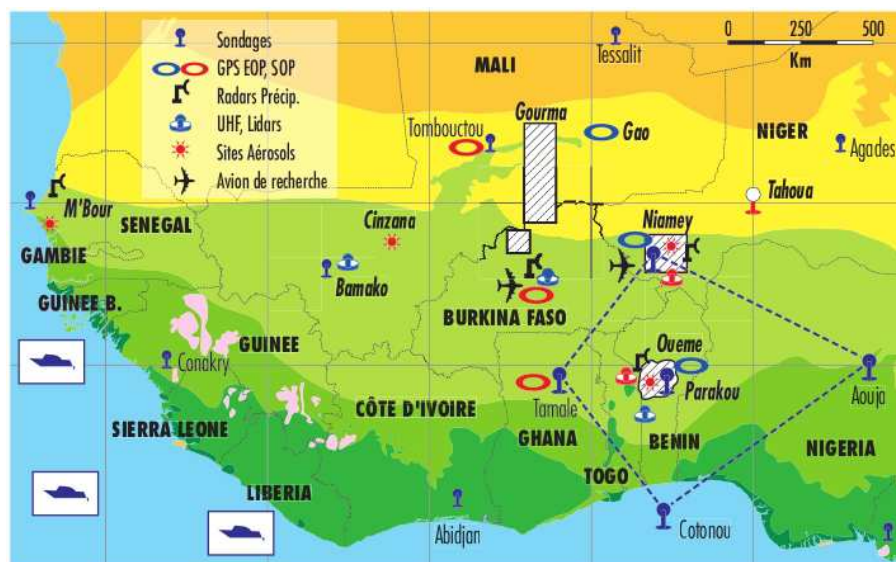 Sondages
GPS EOP, SOP
Radars Précip.
UHF, Lidars
Sites Aérosols
Avion de recherche
0 250 500
Km
Tessalit
MALI
Gourma
Tombouctou
Gao
NIGER
Agades
M'Bour
SENEGAL
Cinzana
Niamey
Tahoua
GAMBIE
Bamako
GUINEE B.
BURKINA FASO
GUINEE
Conakry
Oueme
Parakou
Aouja
Tamale
CÔTE D'IVOIRE
SIERRA LEONE
GHANA
BENIN
NIGERIA
TOGO
LIBERIA
Abidjan
Cotonou